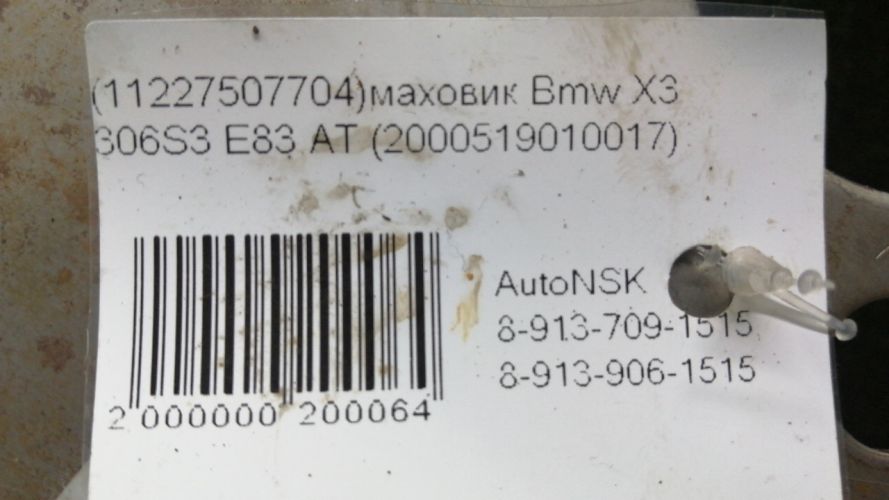 (11227507704)маховик Bmw X3
306S3 E83 AT (2000519010017)
AutoNSK
8-913-709-1515
8-913-906-1515
2 000000 200064